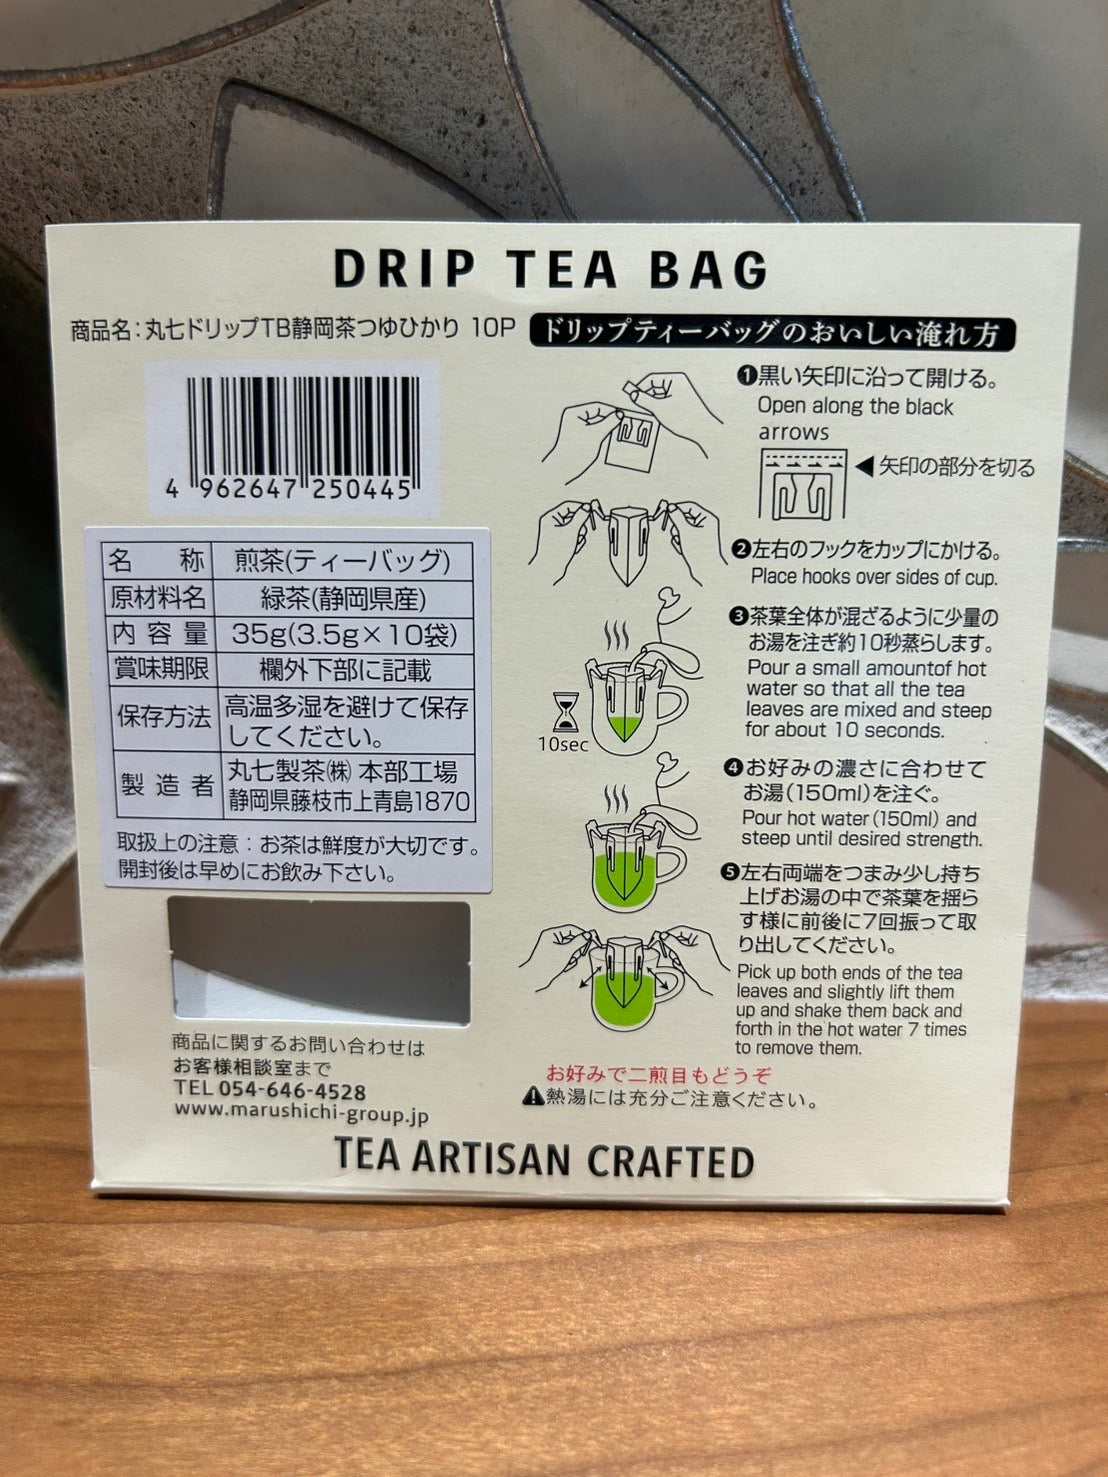 DRIP TEA BAG
商品名:丸七ドリップTB静岡茶つゆひかり 10P
4 962647 250445
名 称 煎茶(ティーバッグ)
原材料名 緑茶(静岡県産)
内容量 35g(3.5g×10袋)
賞味期限 欄外下部に記載
保存方法 高温多湿を避けて保存
してください。
製造者 丸七製茶㈱ 本部工場
静岡県藤枝市上青島1870
取扱上の注意:お茶は鮮度が大切です。
開封後は早めにお飲み下さい。
商品に関するお問い合わせは
お客様相談室まで
TEL 054-646-4528
www.marushichi-group.jp
ドリップティーバッグのおいしい淹れ方
❶黒い矢印に沿って開ける。
Open along the black
arrows
◀矢印の部分を切る
❷左右のフックをカップにかける。
Place hooks over sides of cup.
❸茶葉全体が混ざるように少量の
お湯を注ぎ約10秒蒸らします。
Pour a small amountof hot
water so that all the tea
leaves are mixed and steep
for about 10 seconds.
10sec
❹お好みの濃さに合わせて
お湯(150ml)を注ぐ。
Pour hot water (150ml) and
steep until desired strength.
❺左右両端をつまみ少し持ち
上げお湯の中で茶葉を揺ら
す様に前後に7回振って取
り出してください。
Pick up both ends of the tea
leaves and slightly lift them
up and shake them back and
forth in the hot water 7 times
to remove them.
お好みで二煎目もどうぞ
⚠熱湯には充分ご注意ください。
TEA ARTISAN CRAFTED